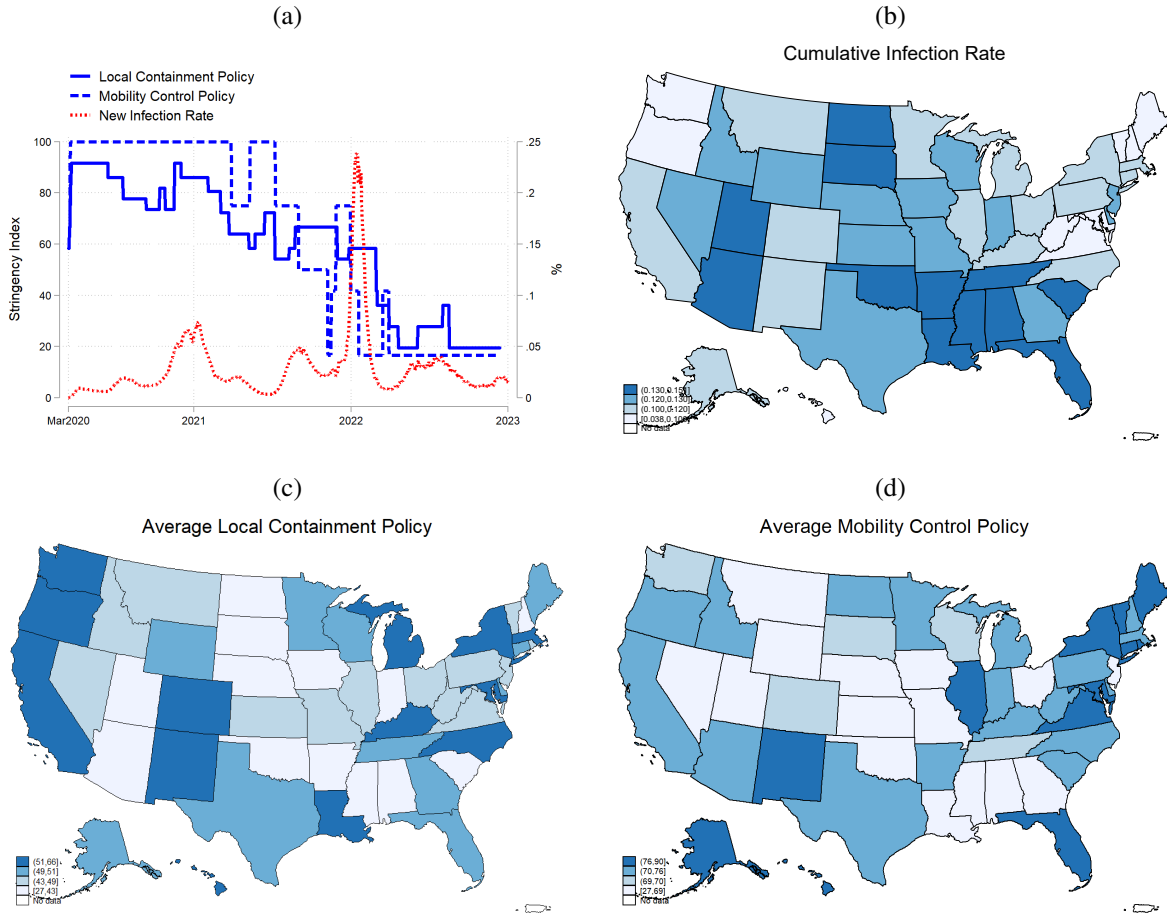 (a)
Local Containment Policy
Mobility Control Policy
New Infection Rate
Stringency Index
100
80
60
40
20
0
.25
.2
.15
.1
.05
0
%
Mar2020
2021
2022
2023
(b)
Cumulative Infection Rate
(0.130,0.151]
(0.120,0.130]
(0.100,0.120]
[0.038,0.100]
No data
(c)
Average Local Containment Policy
(51,66]
(49,51]
(43,49]
[27,43]
No data
(d)
Average Mobility Control Policy
(76,90]
(70,76]
(69,70]
[27,69]
No data